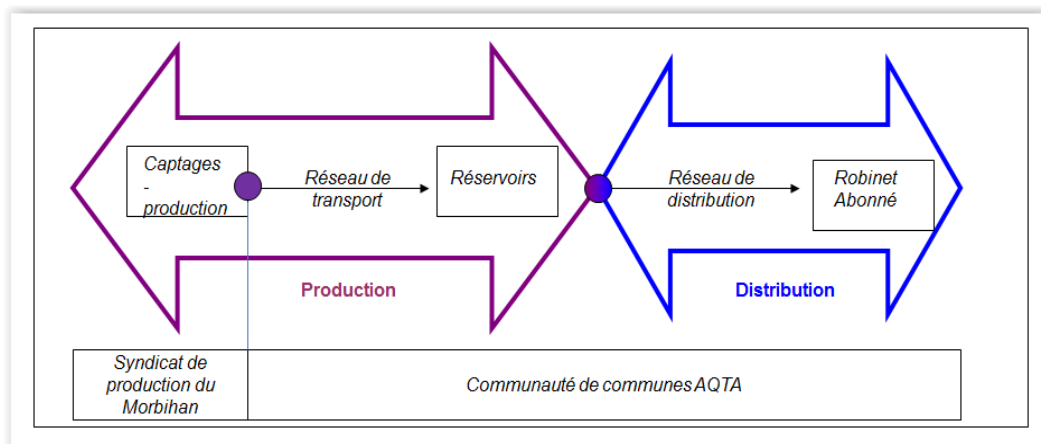 Captages
-
production
Réseau de
transport
Réservoirs
Réseau de
distribution
Robinet
Abonné
Production
Distribution
Syndicat de
production du
Morbihan
Communauté de communes AQTA